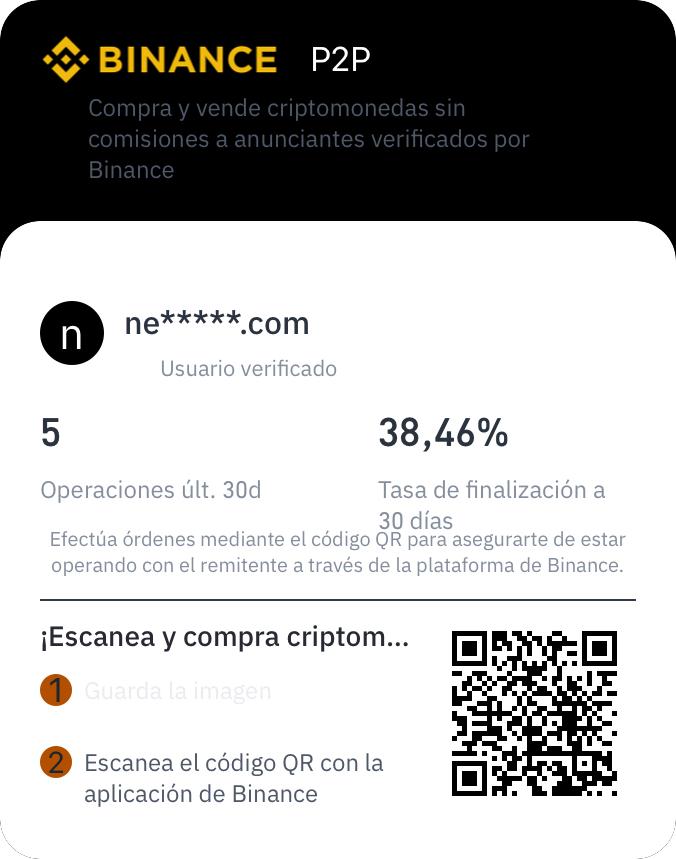 BINANCE P2P
Compra y vende criptomonedas sin
comisiones a anunciantes verificados por
Binance
n
ne*****.com
Usuario verificado
5
38,46%
Operaciones últ. 30d
Tasa de finalización a
30 días
Efectúa órdenes mediante el código QR para asegurarte de estar
operando con el remitente a través de la plataforma de Binance.
¡Escanea y compra criptom...
1 Guarda la imagen
2 Escanea el código QR con la
aplicación de Binance